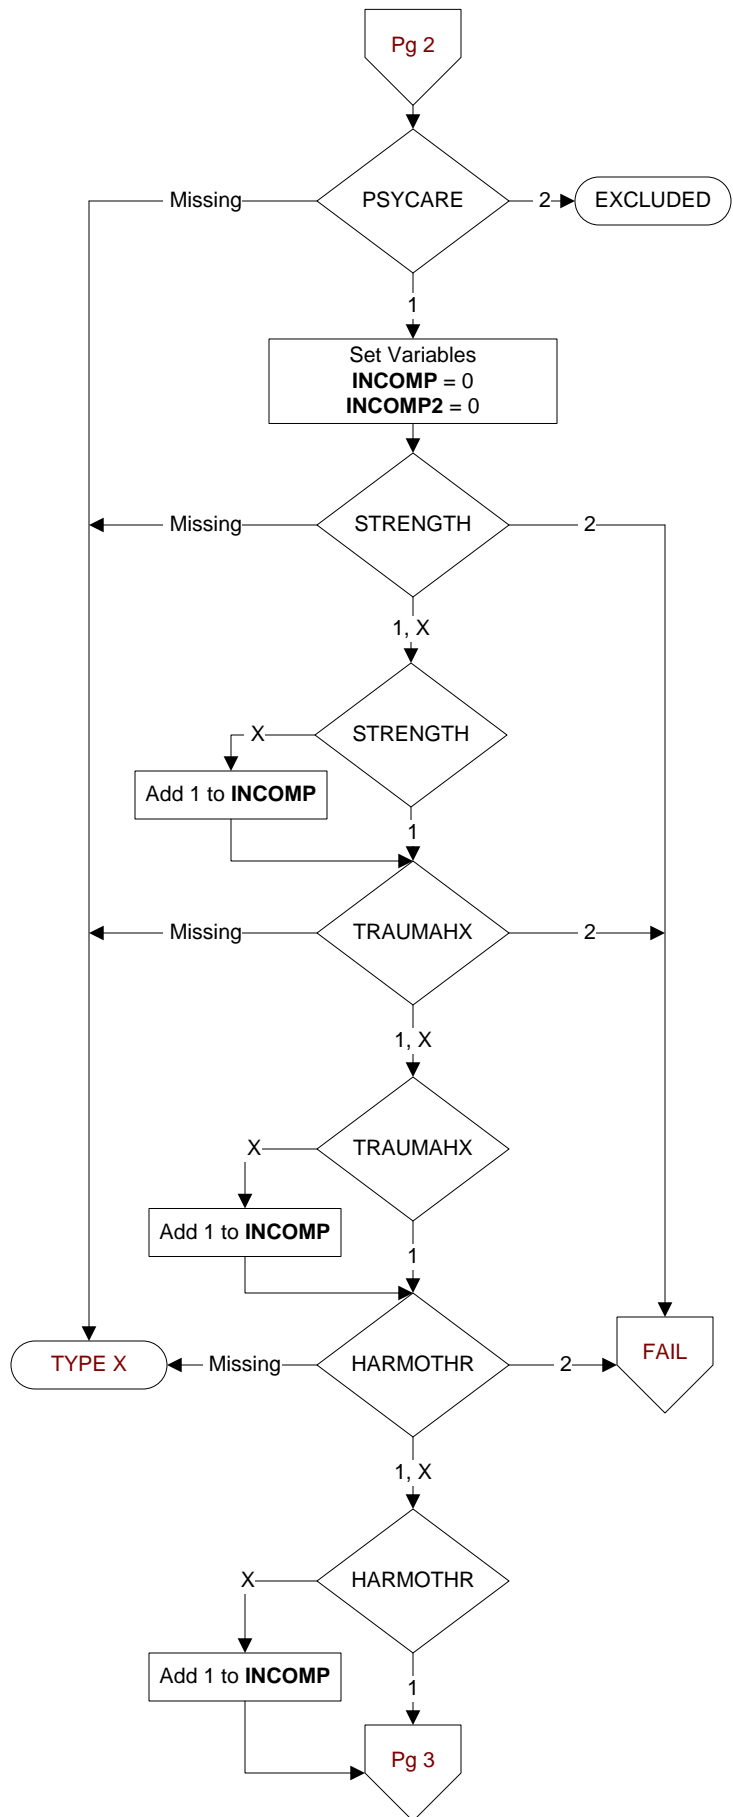 Pg 2
PSYCARE
Missing
2
EXCLUDED
1
Set Variables
INCOMP = 0
INCOMP2 = 0
STRENGTH
Missing
2
1, X
STRENGTH
X
Add 1 to INCOMP
1
TRAUMAHX
Missing
2
1, X
TRAUMAHX
X
Add 1 to INCOMP
1
TYPE X
Missing
HARMOTHR
2
FAIL
1, X
HARMOTHR
X
Add 1 to INCOMP
1
Pg 3